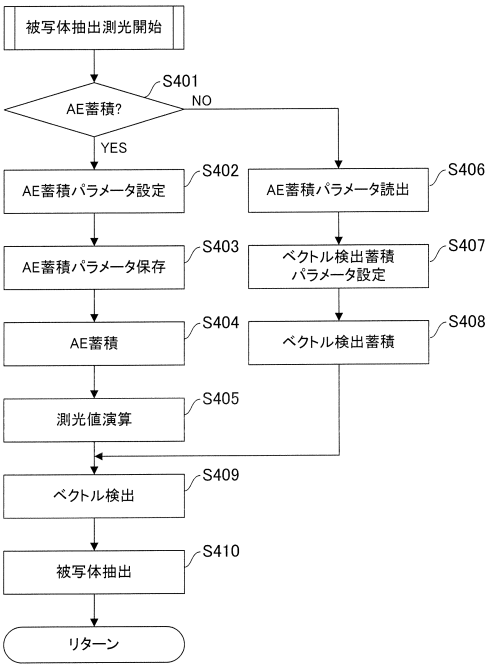 被写体抽出測光開始
S401
AE蓄積?
NO
YES
S402
AE蓄積パラメータ設定
S403
AE蓄積パラメータ保存
S404
AE蓄積
S405
測光値演算
S406
AE蓄積パラメータ読出
S407
ベクトル検出蓄積
パラメータ設定
S408
ベクトル検出蓄積
S409
ベクトル検出
S410
被写体抽出
リターン